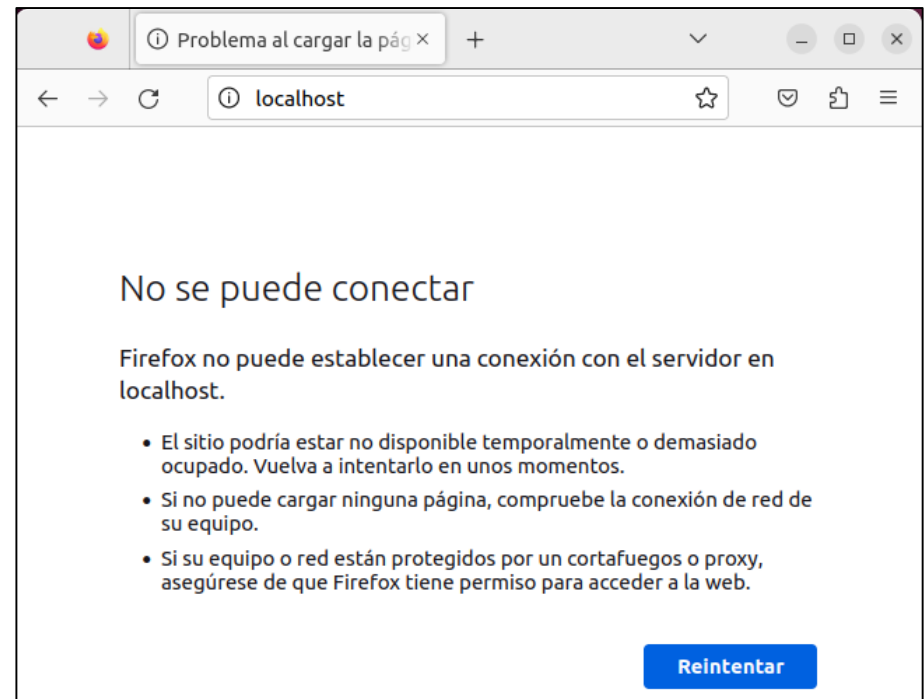 Problema al cargar la pág
localhost
No se puede conectar
Firefox no puede establecer una conexión con el servidor en
localhost.
• El sitio podría estar no disponible temporalmente o demasiado
ocupado. Vuelva a intentarlo en unos momentos.
• Si no puede cargar ninguna página, compruebe la conexión de red de
su equipo.
• Si su equipo o red están protegidos por un cortafuegos o proxy,
asegúrese de que Firefox tiene permiso para acceder a la web.
Reintentar